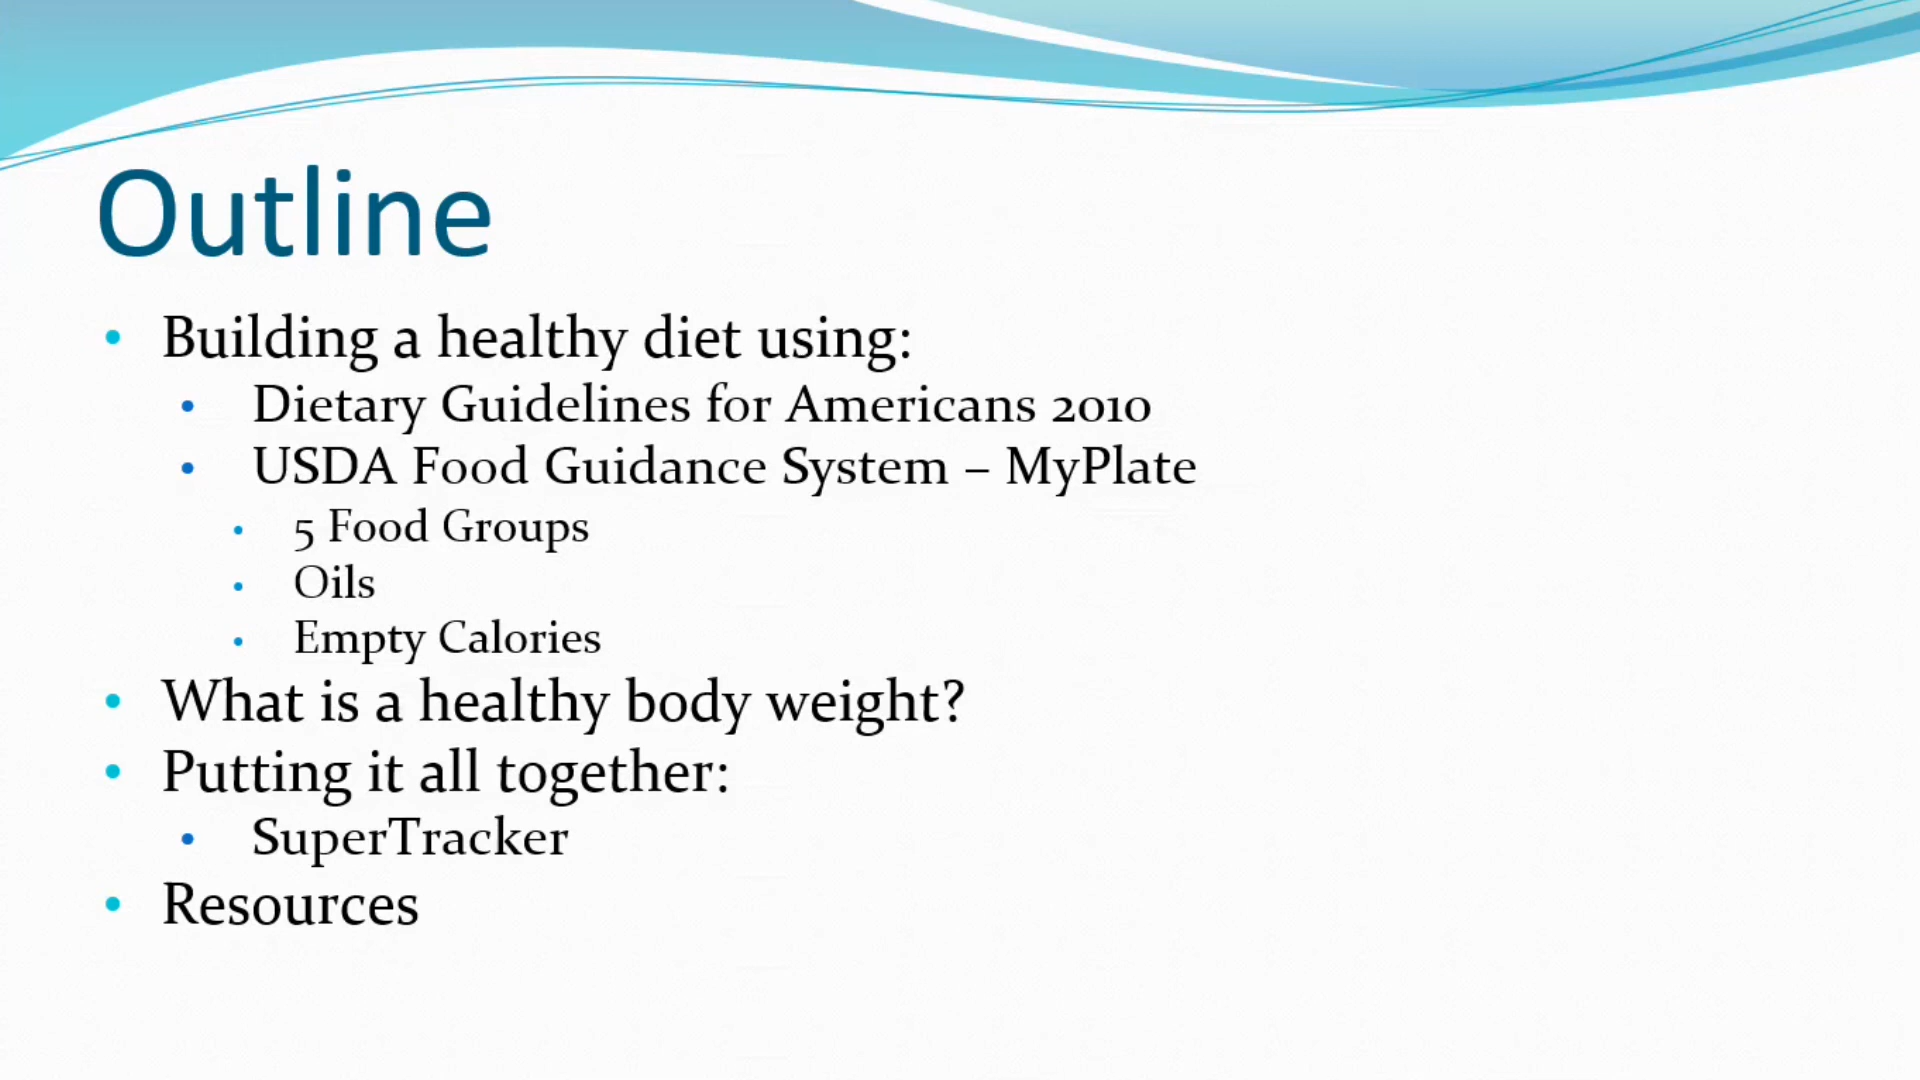 Outline
• Building a healthy diet using:
• Dietary Guidelines for Americans 2010
• USDA Food Guidance System – MyPlate
• 5 Food Groups
• Oils
• Empty Calories
• What is a healthy body weight?
• Putting it all together:
• SuperTracker
• Resources